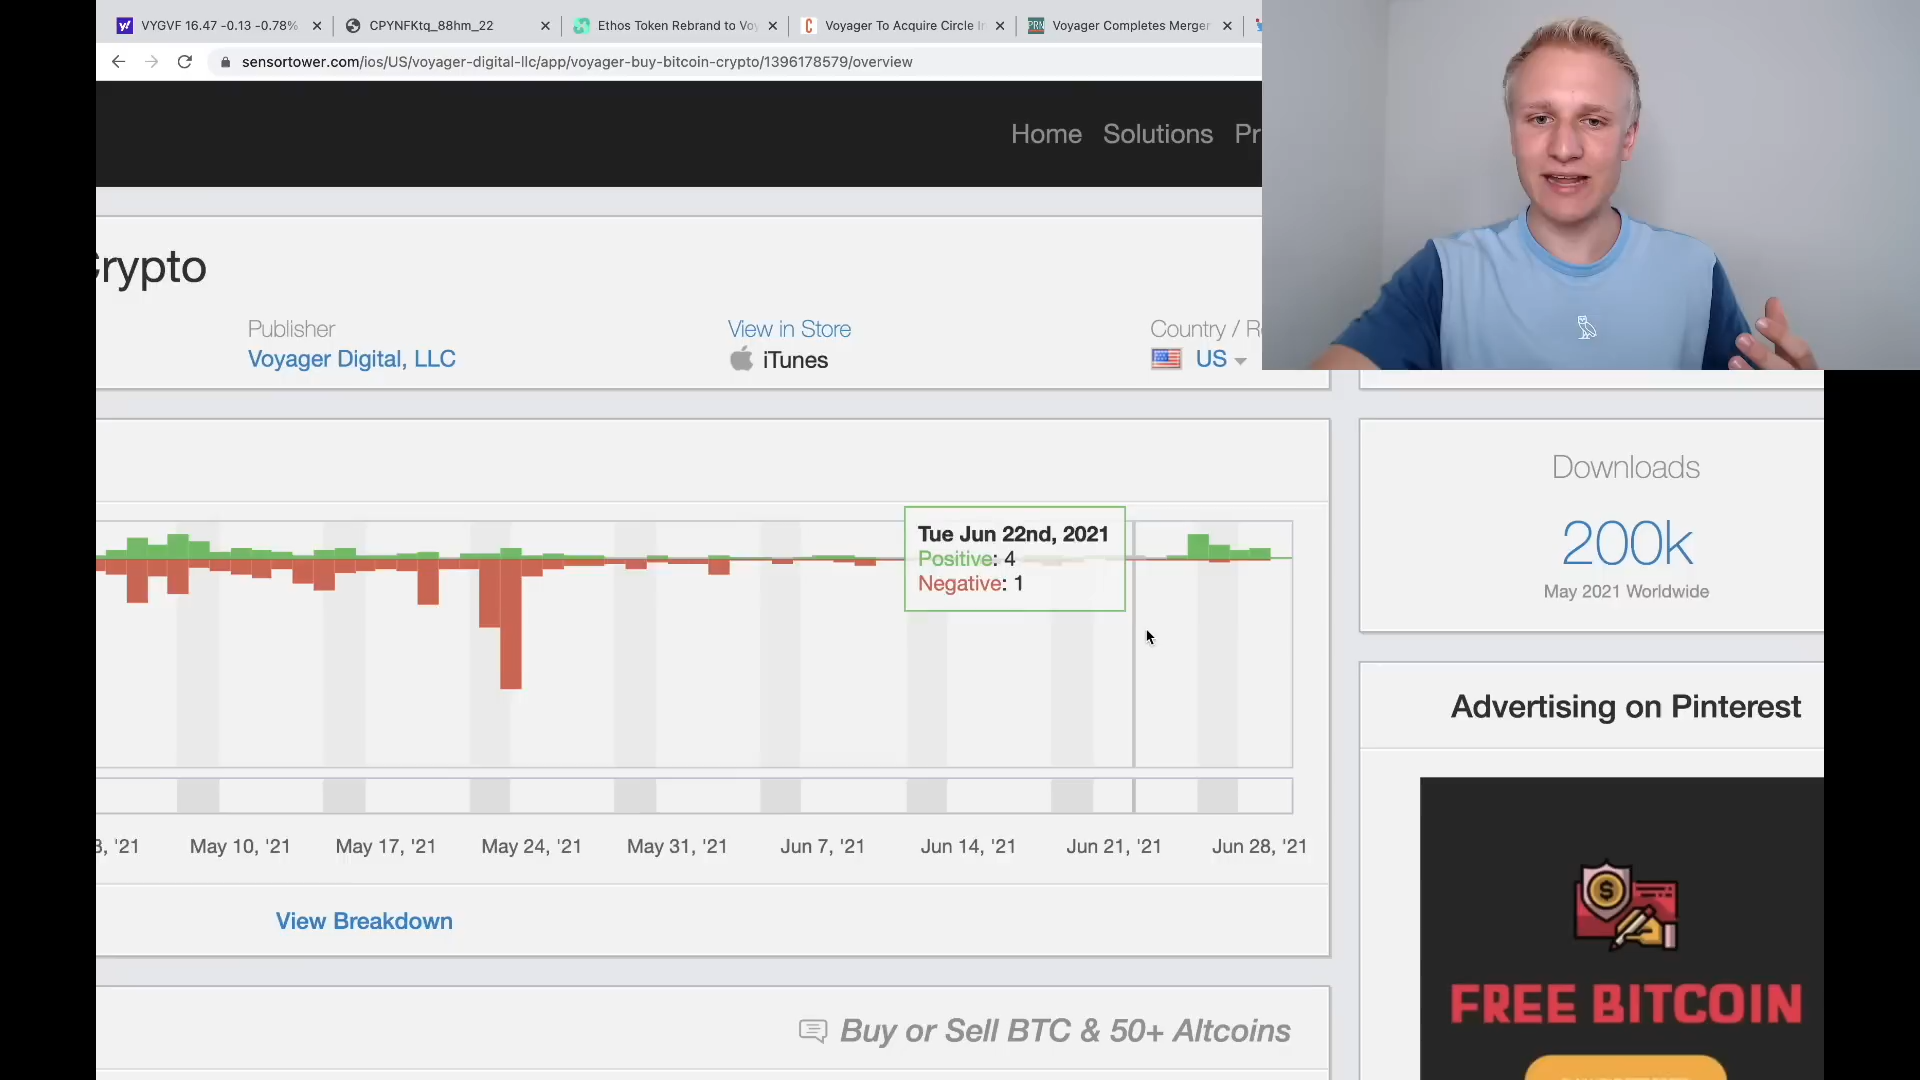 VYGVF 16.47 -0.13 -0.78%
CPYNFKtq_88hm_22
Ethos Token Rebrand to Vo
Voyager To Acquire Circle
Voyager Completes Merger
sensortower.com/ios/US/voyager-digital-llc/app/voyager-buy-bitcoin-crypto/1396178579/overview
Home Solutions Pr
Crypto
Publisher
Voyager Digital, LLC
View in Store
iTunes
Country / R
US
Downloads
200k
May 2021 Worldwide
Tue Jun 22nd, 2021
Positive: 4
Negative: 1
3, '21 May 10, '21 May 17, '21 May 24, '21 May 31, '21 Jun 7, '21 Jun 14, '21 Jun 21, '21 Jun 28, '21
View Breakdown
Advertising on Pinterest
FREE BITCOIN
Buy or Sell BTC & 50+ Altcoins